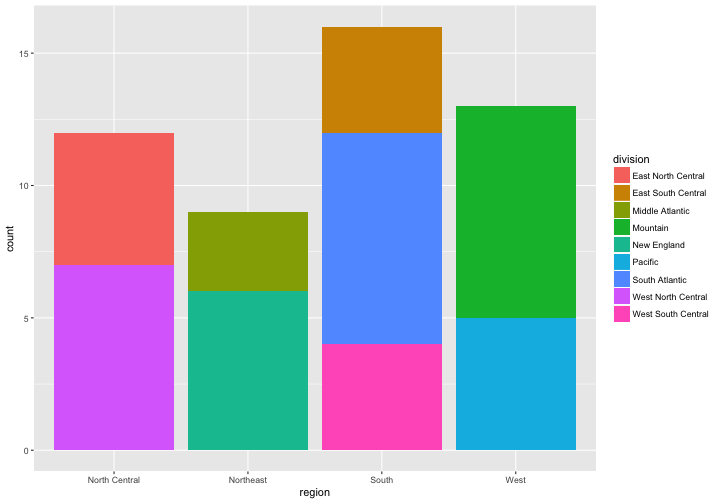 15
10
5
0
count
North Central
Northeast
South
West
region
division
East North Central
East South Central
Middle Atlantic
Mountain
New England
Pacific
South Atlantic
West North Central
West South Central